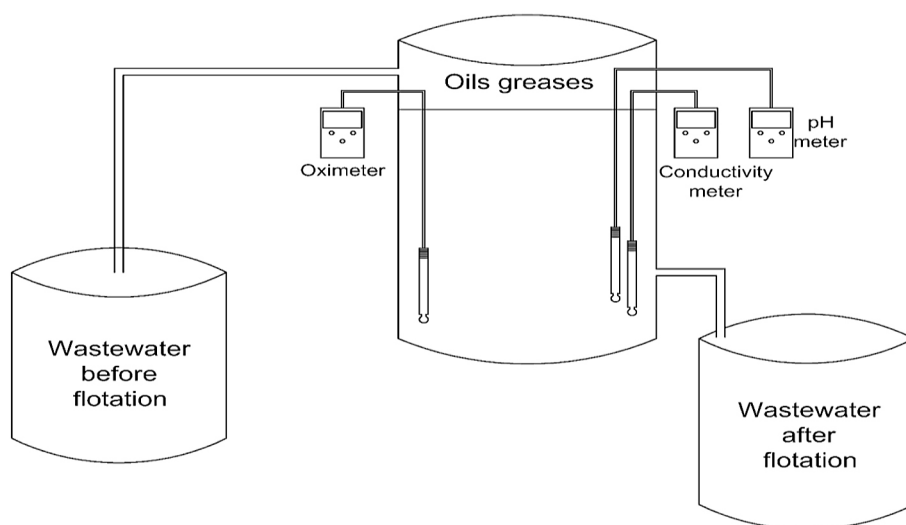 Oils greases
Oximeter
pH
meter
Conductivity
meter
Wastewater
before
flotation
Wastewater
after
flotation